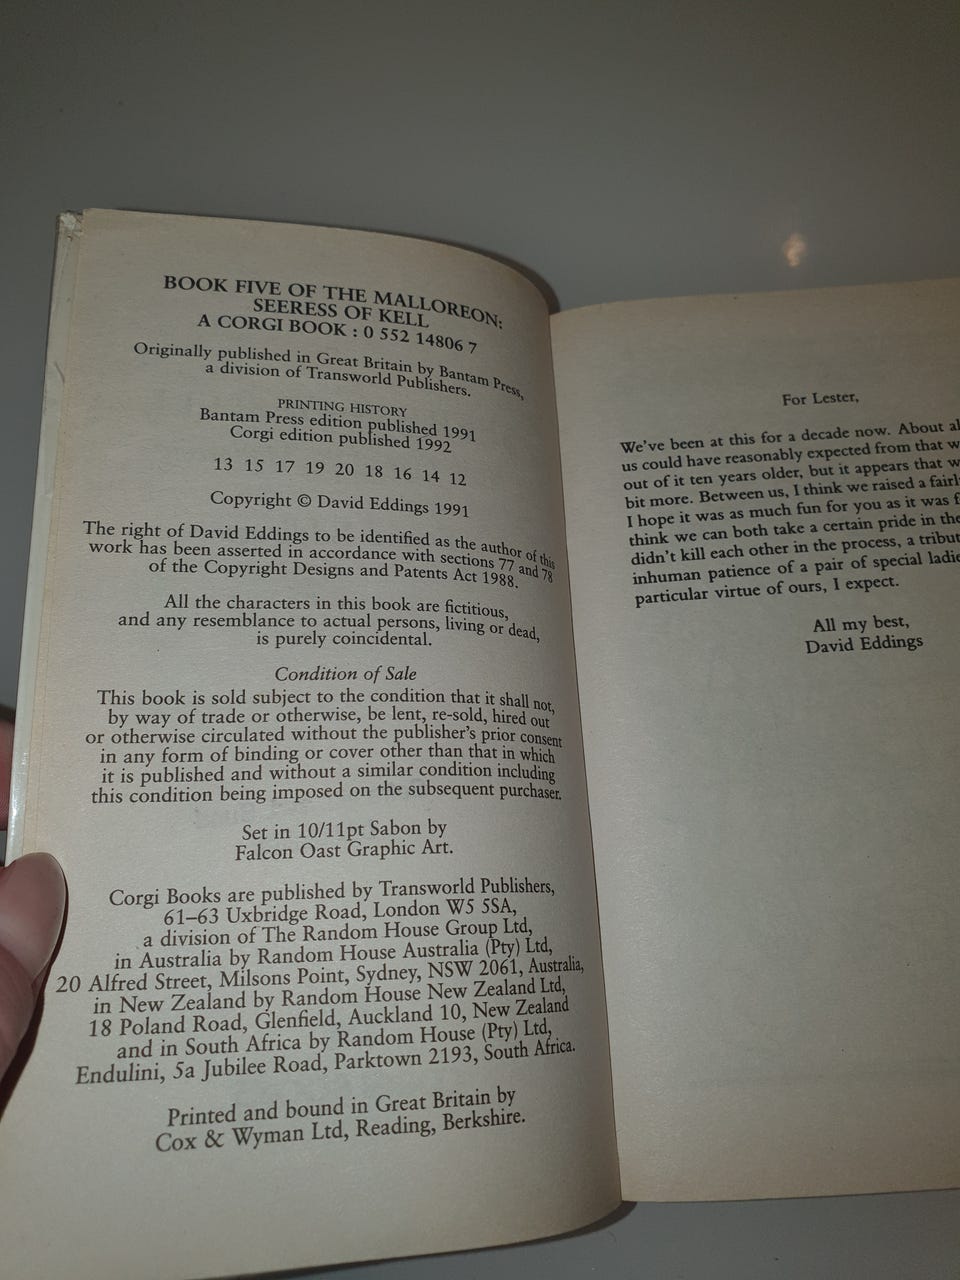 BOOK FIVE OF THE MALLOREON:
SEERESS OF KELL
A CORGI BOOK : 0 552 14806 7
Originally published in Great Britain by Bantam Press,
a division of Transworld Publishers.
PRINTING HISTORY
Bantam Press edition published 1991
Corgi edition published 1992
13 15 17 19 20 18 16 14 12
Copyright © David Eddings 1991
The right of David Eddings to be identified as the author of this
work has been asserted in accordance with sections 77 and 78
of the Copyright Designs and Patents Act 1988.
All the characters in this book are fictitious,
and any resemblance to actual persons, living or dead,
is purely coincidental.
Condition of Sale
This book is sold subject to the condition that it shall not,
by way of trade or otherwise, be lent, re-sold, hired out
or otherwise circulated without the publisher's prior consent
in any form of binding or cover other than that in which
it is published and without a similar condition including
this condition being imposed on the subsequent purchaser.
Set in 10/11pt Sabon by
Falcon Oast Graphic Art.
Corgi Books are published by Transworld Publishers,
61–63 Uxbridge Road, London W5 5SA,
a division of The Random House Group Ltd,
in Australia by Random House Australia (Pty) Ltd,
20 Alfred Street, Milsons Point, Sydney, NSW 2061, Australia,
in New Zealand by Random House New Zealand Ltd,
18 Poland Road, Glenfield, Auckland 10, New Zealand
and in South Africa by Random House (Pty) Ltd,
Endulini, 5a Jubilee Road, Parktown 2193, South Africa.
Printed and bound in Great Britain by
Cox & Wyman Ltd, Reading, Berkshire.
For Lester,
We've been at this for a decade now. About
us could have reasonably expected from that
out of it ten years older, but it appears that
bit more. Between us, I think we raised a
I hope it was as much fun for you as it was
think we can both take a certain pride in
didn't kill each other in the process, a
inhuman patience of a pair of special
particular virtue of ours, I expect.
All my best,
David Eddings